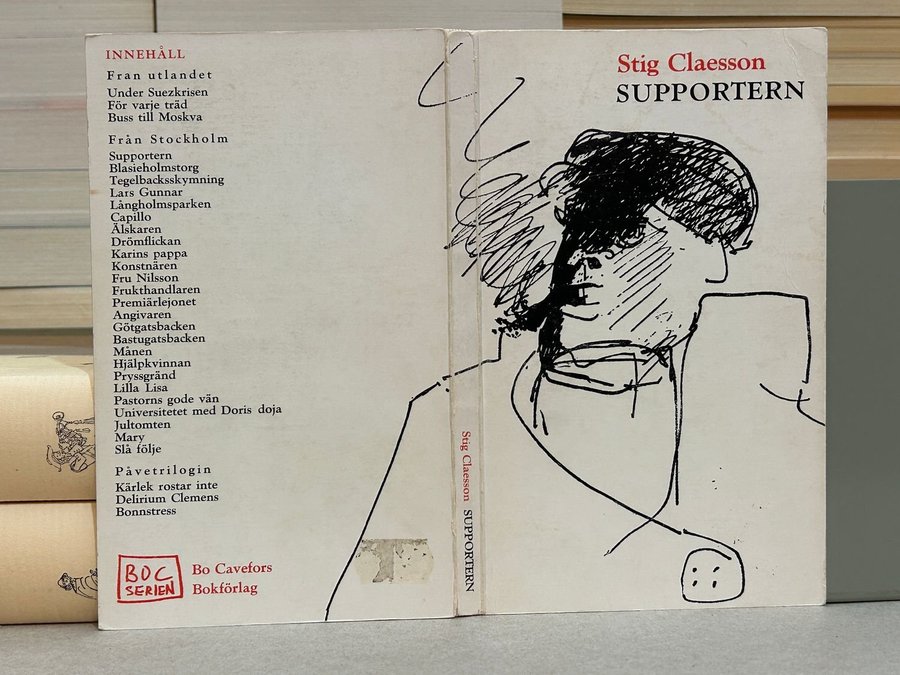 INNEHÅLL
Fran utlandet
Under Suezkrisen
För varje träd
Buss till Moskva
Från Stockholm
Supportern
Blasieholmstorg
Tegelbacksskymning
Lars Gunnar
Långholmsparken
Capillo
Älskaren
Drömflickan
Karins pappa
Konstnären
Fru Nilsson
Frukthandlaren
Premiärlejonet
Angivaren
Götgatsbacken
Bastugatsbacken
Månen
Hjälpkvinnan
Pryssgränd
Lilla Lisa
Pastorns gode vän
Universitetet med Doris doja
Jultomten
Mary
Slå följe
Påvetrilogin
Kärlek rostar inte
Delirium Clemens
Bonnstress
BOC
SERIEN
Bo Cavefors
Bokförlag
Stig Claesson SUPPORTERN
Stig Claesson
SUPPORTERN